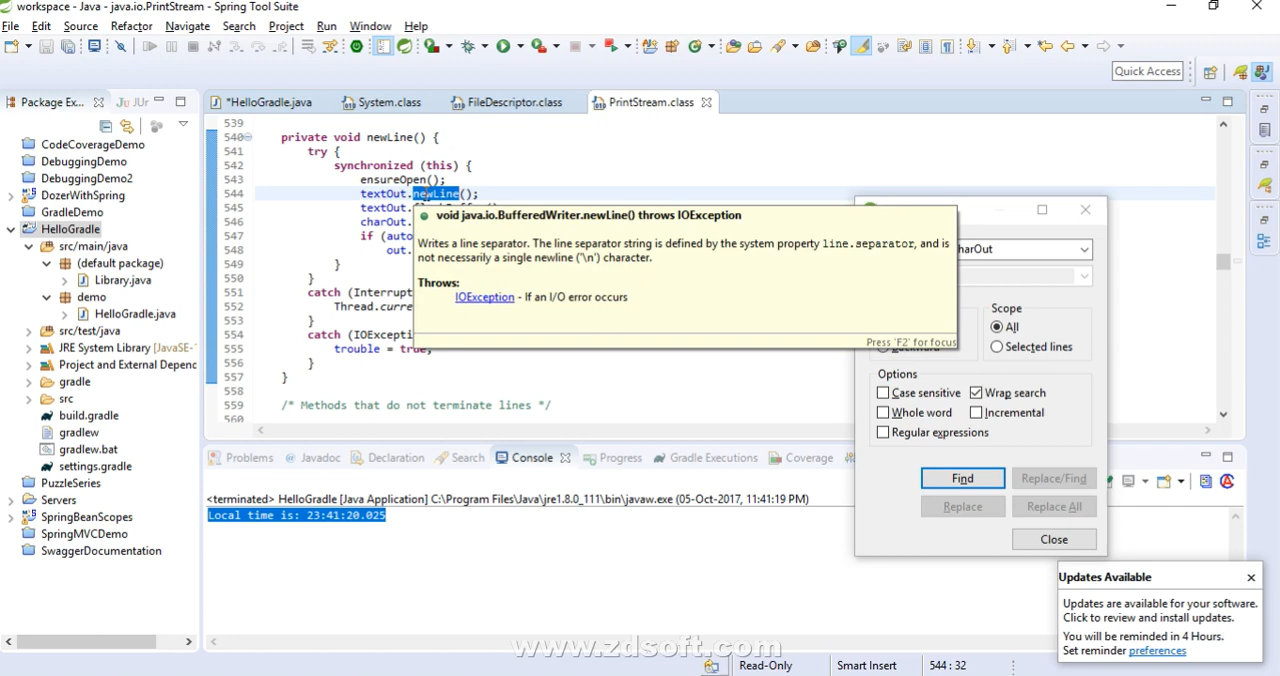 workspace - Java - java.io.PrintStream - Spring Tool Suite
File Edit Source Refactor Navigate Search Project Run Window Help
Quick Access
Package Ex... Ju JUr
*HelloGradle.java System.class FileDescriptor.class PrintStream.class
CodeCoverageDemo
DebuggingDemo
DebuggingDemo2
DozerWithSpring
GradleDemo
HelloGradle
src/main/java
(default package)
Library.java
demo
HelloGradle.java
src/test/java
JRE System Library [JavaSE-
Project and External Depenc
gradle
src
build.gradle
gradlew
gradlew.bat
settings.gradle
PuzzleSeries
Servers
SpringBeanScopes
SpringMVCDemo
SwaggerDocumentation
539
540 private void newLine() {
541 try {
542 synchronized (this) {
543 ensureOpen();
544 textOut.newLine();
545 textOut.
546 charOut.
547 if (auto
548 out.
549 }
550 }
551 catch (Interrupt
552 Thread.curre
553 }
554 catch (IOExcepti
555 trouble = true;
556 }
557 }
558
559 /* Methods that do not terminate lines */
560
void java.io.BufferedWriter.newLine() throws IOException
Writes a line separator. The line separator string is defined by the system property line.separator, and is
not necessarily a single newline ('\n') character.
Throws:
IOException - If an I/O error occurs
Press 'F2' for focus
harOut
Scope
All
Selected lines
Options
Case sensitive Wrap search
Whole word Incremental
Regular expressions
Find Replace/Find
Replace Replace All
Close
Problems Javadoc Declaration Search Console Progress Gradle Executions Coverage
<terminated> HelloGradle [Java Application] C:\Program Files\Java\jre1.8.0_111\bin\javaw.exe (05-Oct-2017, 11:41:19 PM)
Local time is: 23:41:20.025
Updates Available
Updates are available for your software.
Click to review and install updates.
You will be reminded in 4 Hours.
Set reminder preferences
www.zdsoft.com
Read-Only Smart Insert 544 : 32